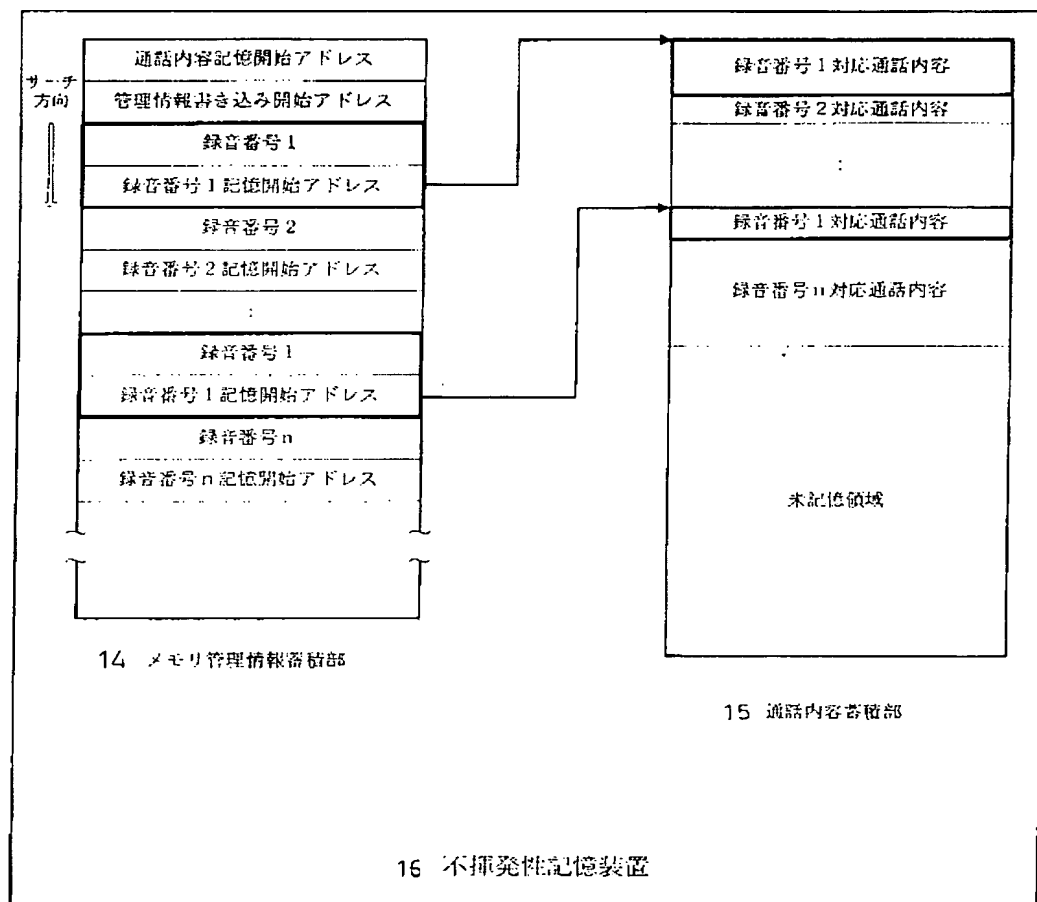 サーチ
方向
通話内容記憶開始アドレス
管理情報書き込み開始アドレス
録音番号1
録音番号1記憶開始アドレス
録音番号2
録音番号2記憶開始アドレス
:
録音番号1
録音番号1記憶開始アドレス
録音番号n
録音番号n記憶開始アドレス
14 メモリ管理情報蓄積部
録音番号1対応通話内容
録音番号2対応通話内容
:
録音番号1対応通話内容
録音番号n対応通話内容
未記憶領域
15 通話内容蓄積部
16 不揮発性記憶装置